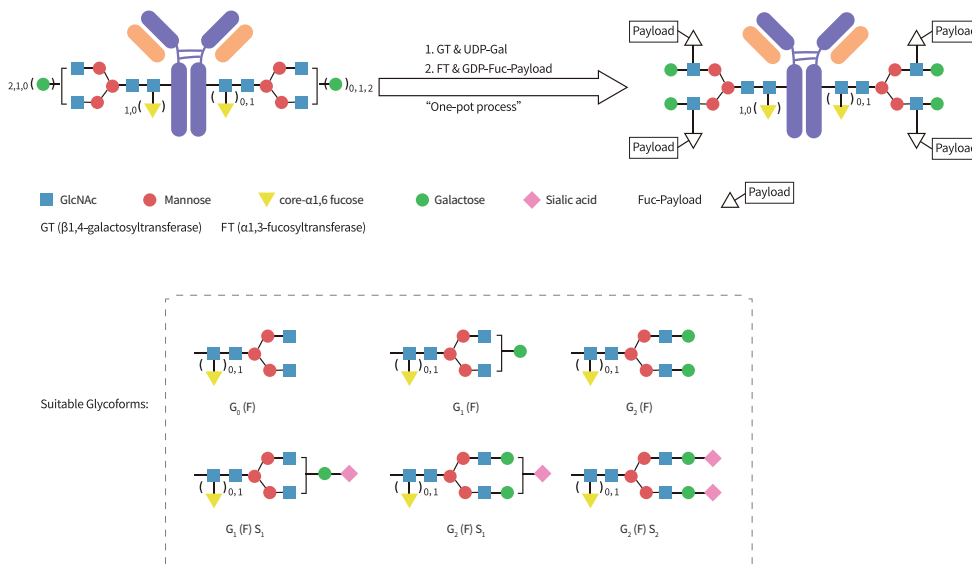 Payload
Payload
1. GT & UDP-Gal
2. FT & GDP-Fuc-Payload
"One-pot process"
2,1,0 ( ) 1,0 ( ) ( ) 0, 1 ) 0, 1, 2
1,0 ( ) ( ) 0, 1
Payload
Payload
GlcNAc Mannose core-α1,6 fucose Galactose Sialic acid Fuc-Payload Payload
GT (β1,4-galactosyltransferase) FT (α1,3-fucosyltransferase)
( ) 0, 1 ( ) 0, 1 ( ) 0, 1
Suitable Glycoforms:
G0 (F) G1 (F) G2 (F)
( ) 0, 1 ( ) 0, 1 ( ) 0, 1
G1 (F) S1 G2 (F) S1 G2 (F) S2